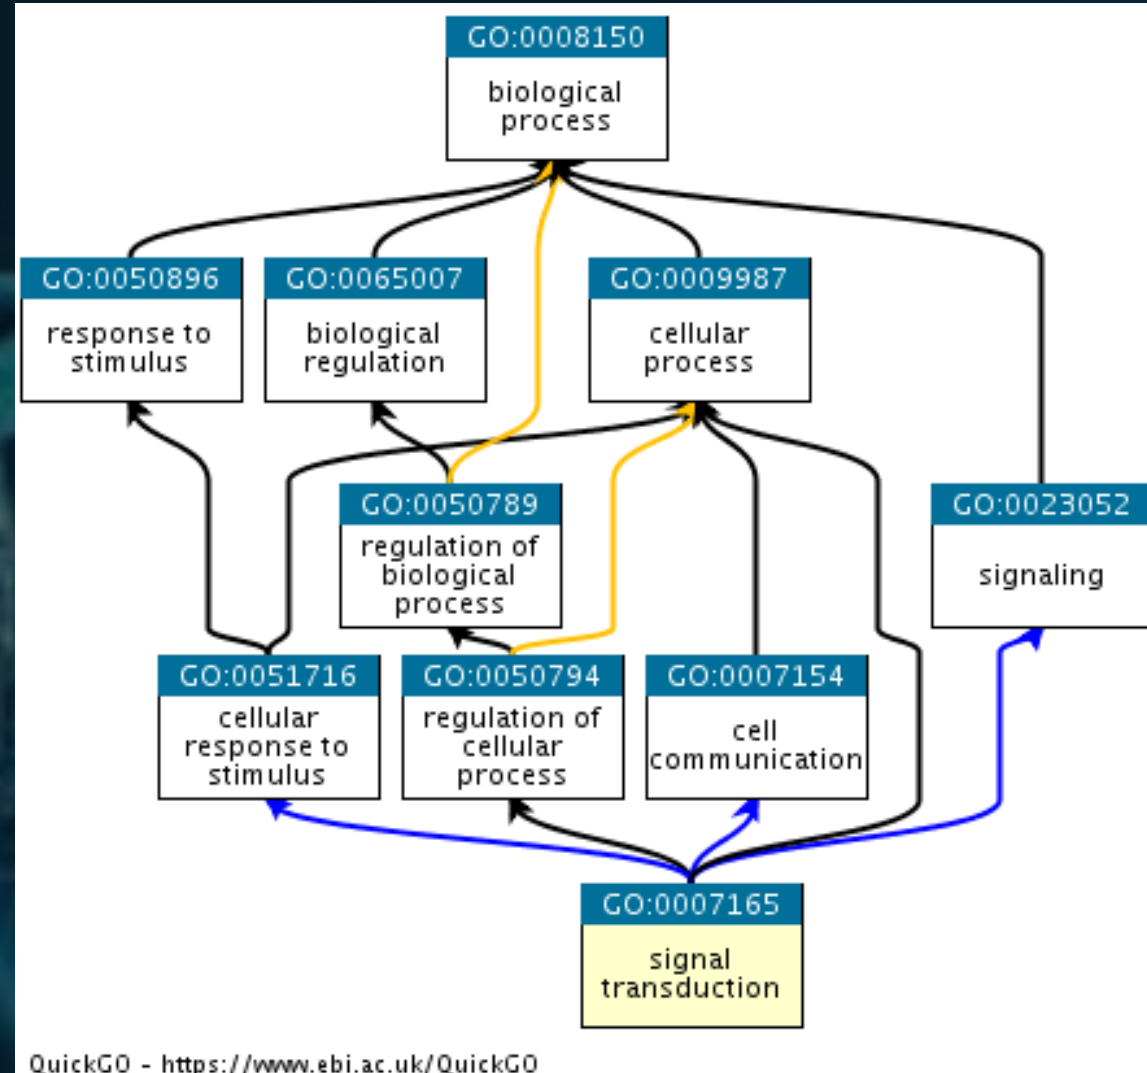 GO:0008150
biological
process
GO:0050896
response to
stimulus
GO:0065007
biological
regulation
GO:0009987
cellular
process
GO:0050789
regulation of
biological
process
GO:0023052
signaling
GO:0051716
cellular
response to
stimulus
GO:0050794
regulation of
cellular
process
GO:0007154
cell
communication
GO:0007165
signal
transduction
QuickGO - https://www.ebi.ac.uk/QuickGO